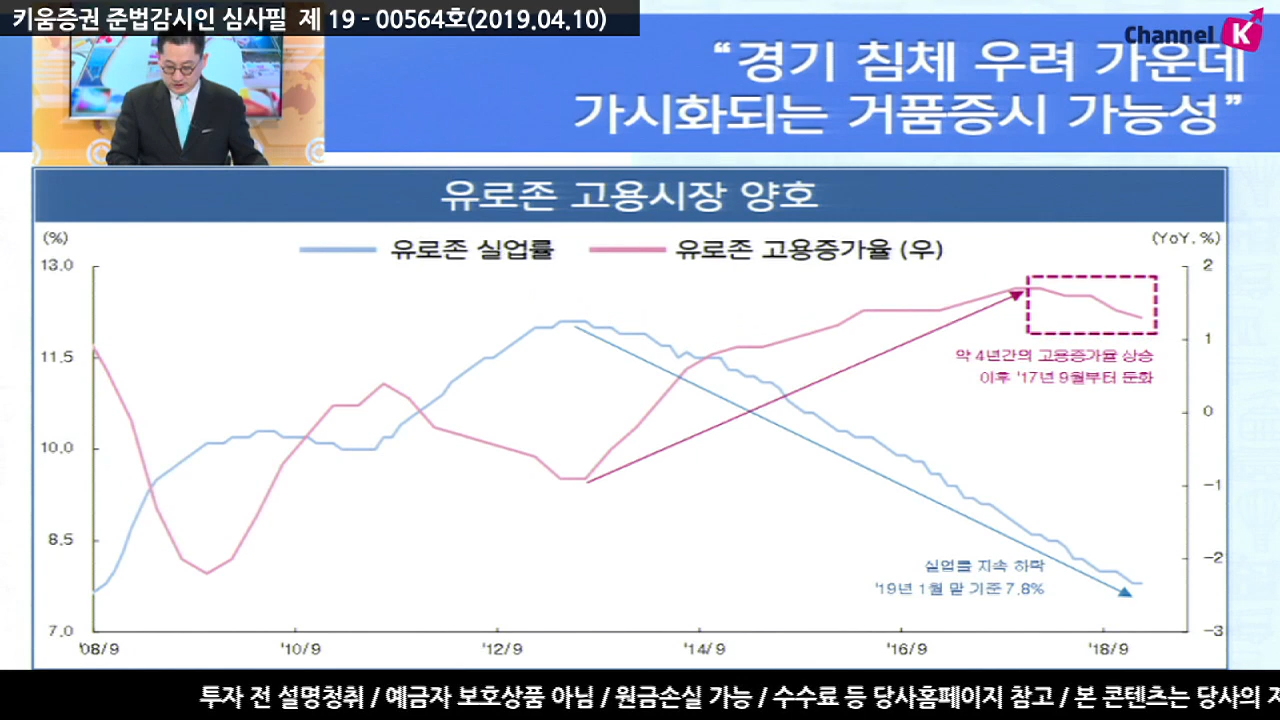 키움증권 준법감시인 심사필 제 19 - 00564호(2019.04.10)
Channel K
“경기 침체 우려 가운데
가시화되는 거품증시 가능성”
유로존 고용시장 양호
(%)
유로존 실업률
유로존 고용증가율 (우)
(YoY, %)
13.0
11.5
10.0
8.5
7.0
2
1
0
-1
-2
-3
약 4년간의 고용증가율 상승
이후 '17년 9월부터 둔화
실업률 지속 하락
'19년 1월 말 기준 7.8%
'08/9
'10/9
'12/9
'14/9
'16/9
'18/9
투자 전 설명청취 / 예금자 보호상품 아님 / 원금손실 가능 / 수수료 등 당사홈페이지 참고 / 본 콘텐츠는 당사의